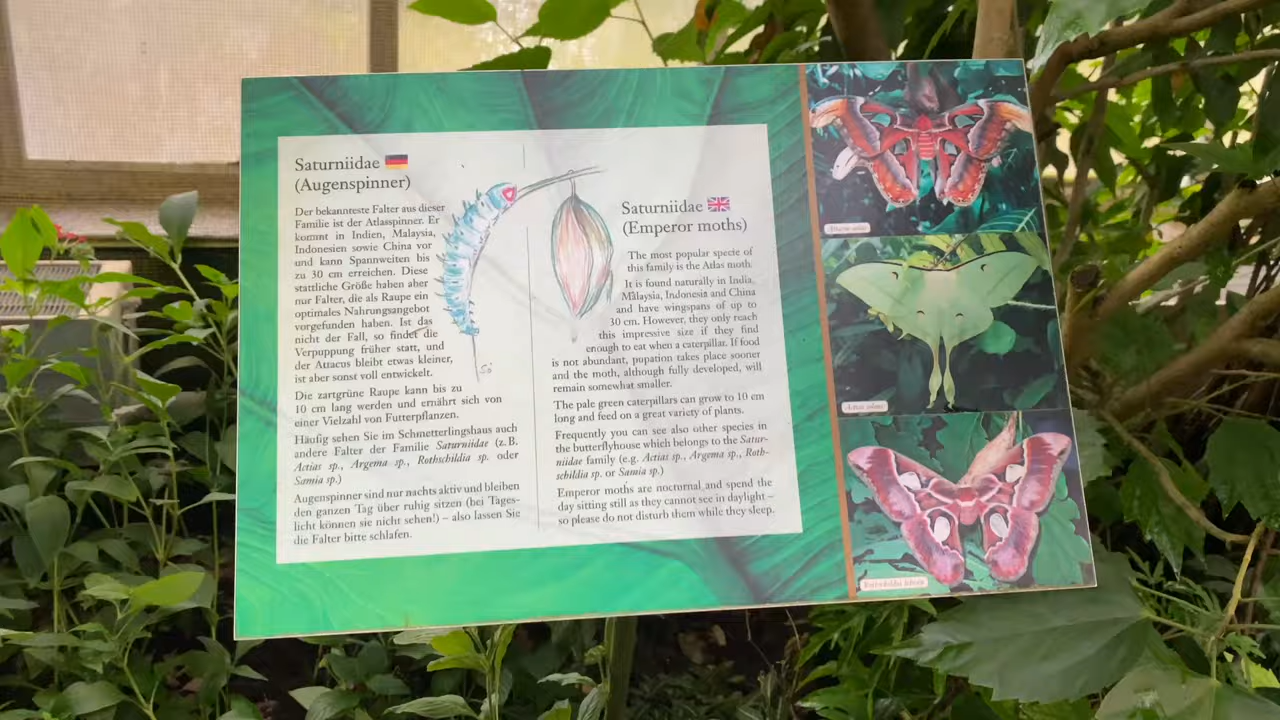 Saturniidae
(Augenspinner)
Der bekannteste Falter aus dieser
Familie ist der Atlasspinner. Er
kommt in Indien, Malaysia,
Indonesien sowie China vor
und kann Spannweiten bis
zu 30 cm erreichen. Diese
stattliche Größe haben aber
nur Falter, die als Raupe ein
optimales Nahrungsangebot
vorgefunden haben. Ist das
nicht der Fall, so findet die
Verpuppung früher statt, und
der Attacus bleibt etwas kleiner,
ist aber sonst voll entwickelt.
Die zartgrüne Raupe kann bis zu
10 cm lang werden und ernährt sich von
einer Vielzahl von Futterpflanzen.
Häufig sehen Sie im Schmetterlingshaus auch
andere Falter der Familie Saturniidae (z. B.
Actias sp., Argema sp., Rothschildia sp. oder
Samia sp.)
Augenspinner sind nur nachts aktiv und bleiben
den ganzen Tag über ruhig sitzen (bei Tages-
licht können sie nicht sehen!) – also lassen Sie
die Falter bitte schlafen.
Saturniidae
(Emperor moths)
The most popular specie of
this family is the Atlas moth.
It is found naturally in India,
Malaysia, Indonesia and China
and have wingspans of up to
30 cm. However, they only reach
this impressive size if they find
enough to eat when a caterpillar. If food
is not abundant, popation takes place sooner
and the moth, although fully developed, will
remain somewhat smaller.
The pale green caterpillars can grow to 10 cm
long and feed on a great variety of plants.
Frequently you can see also other species in
the butterflyhouse which belongs to the Satur-
niidae family (e.g. Actias sp., Argema sp., Roth-
schildia sp. or Samia sp.)
Emperor moths are nocturnal and spend the
day sitting still as they cannot see in daylight –
so please do not disturb them while they sleep.
Attacus atlas